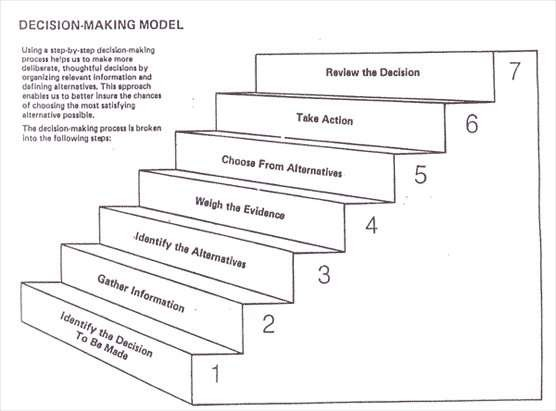 DECISION-MAKING MODEL
Using a step-by-step decision-making
process helps us to make more
deliberate, thoughtful decisions by
organizing relevant information and
defining alternatives. This approach
enables us to better insure the chances
of choosing the most satisfying
alternative possible.
The decision-making process is broken
into the following steps:
Review the Decision
7
Take Action
6
Choose From Alternatives
5
Weigh the Evidence
4
Identify the Alternatives
3
Gather Information
2
Identify the Decision
To Be Made
1